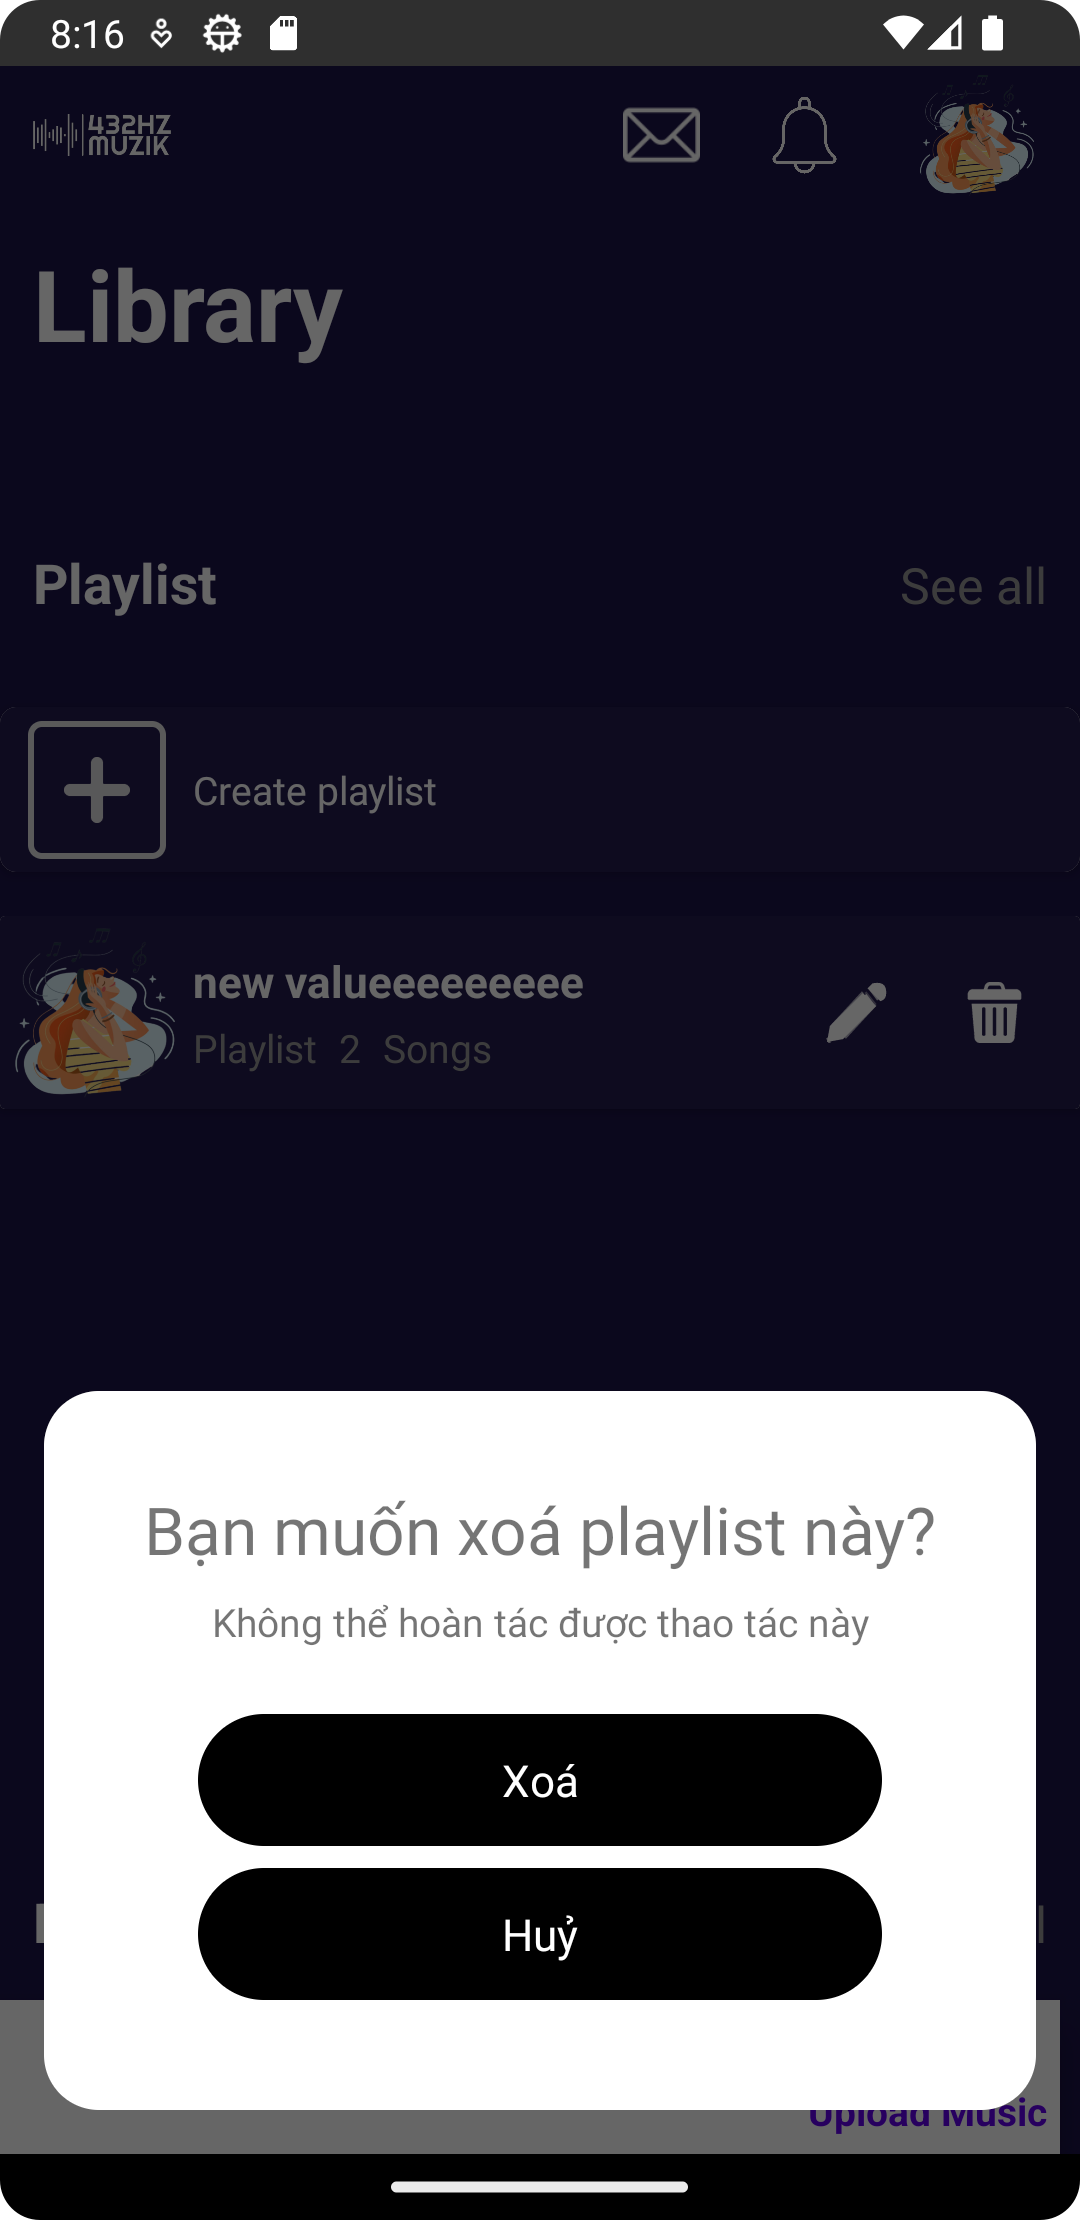 8:16
432HZ
MUZIK
Library
Playlist
See all
Create playlist
new valueeeeeeeeee
Playlist 2 Songs
Bạn muốn xoá playlist này?
Không thể hoàn tác được thao tác này
Xoá
Huỷ
Upload Music